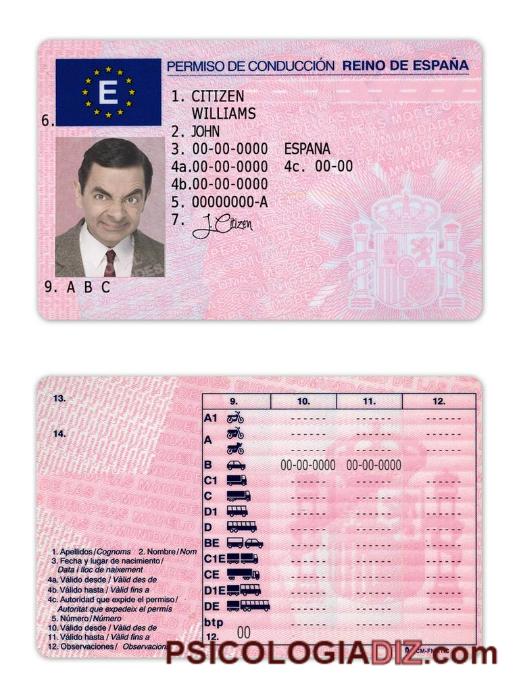 PERMISO DE CONDUCCIÓN REINO DE ESPAÑA
E
6.
1. CITIZEN
WILLIAMS
2. JOHN
3. 00-00-0000 ESPANA
4a.00-00-0000 4c. 00-00
4b.00-00-0000
5. 00000000-A
7. J. Citizen
9. A B C
13.
14.
9. 10. 11. 12.
A1
A
B 00-00-0000 00-00-0000
C1
C
D1
D
BE
C1E
CE
D1E
DE
btp
12. 00
1. Apellidos/Cognoms 2. Nombre/Nom
3. Fecha y lugar de nacimiento/
Data i lloc de naixement
4a. Válido desde / Vàlid des de
4b. Válido hasta / Vàlid fins a
4c. Autoridad que expide el permiso/
Autoritat que expedeix el permís
5. Número/Número
10. Válido desde / Vàlid des de
11. Válido hasta / Vàlid fins a
12. Observaciones/ Observacion
PSICOLOGIADIZ.com